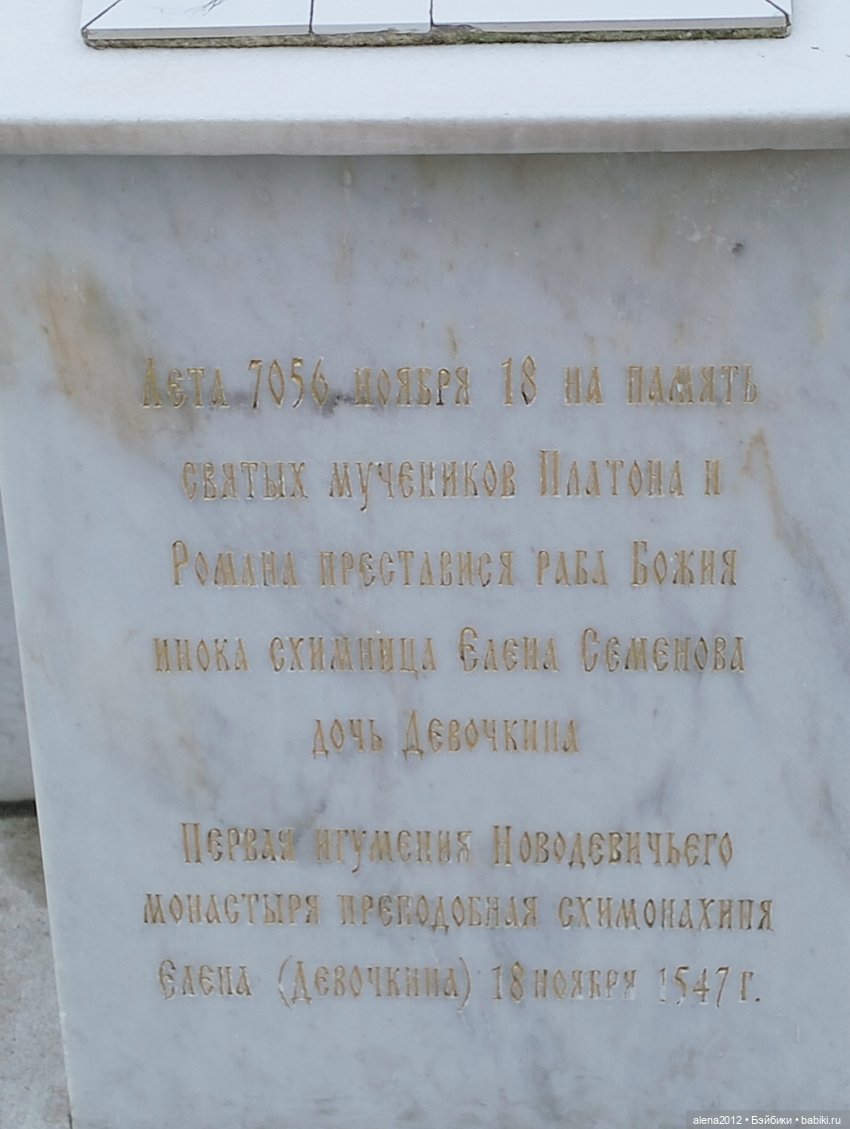 Лета 7056 ноября 18 на память
святых мучеников Платона и
Романа преставися раба Божия
инока схимница Елена Семенова
дочь Девочкина
Первая игумения Новодевичьего
монастыря преподобная схимонахиня
Елена (Девочкина) 18 ноября 1547 г.
alena2012 • Бэйбики • babiki.ru